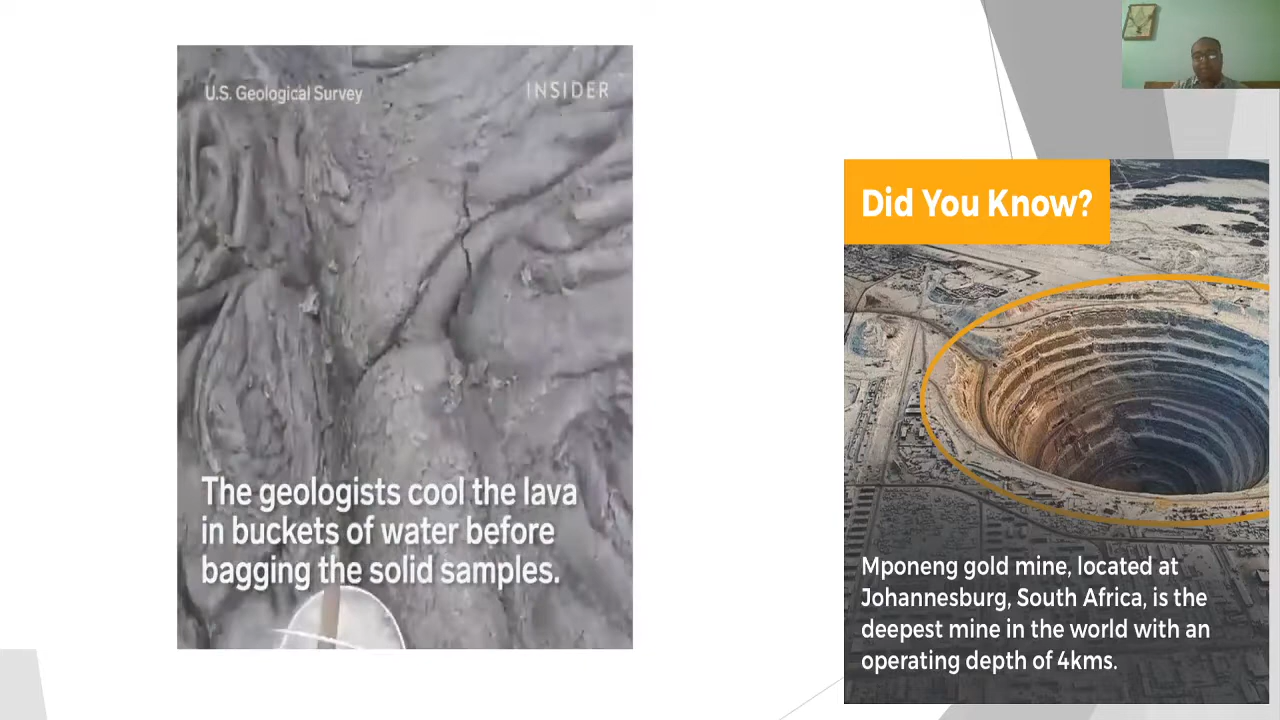 U.S. Geological Survey
INSIDER
The geologists cool the lava
in buckets of water before
bagging the solid samples.
Did You Know?
Mponeng gold mine, located at
Johannesburg, South Africa, is the
deepest mine in the world with an
operating depth of 4kms.